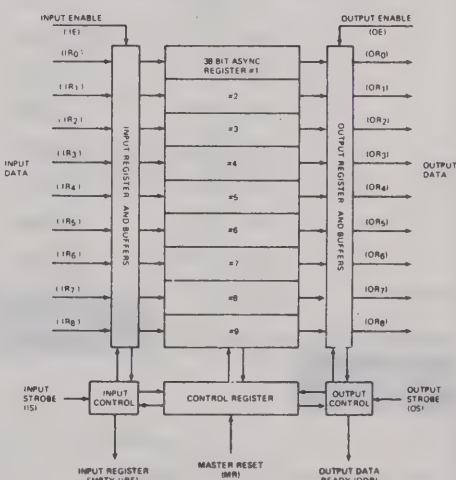 INPUT ENABLE
(IE)
OUTPUT ENABLE
(OE)
(IR0)
(IR1)
(IR2)
(IR3)
INPUT
DATA
(IR4)
(IR5)
(IR6)
(IR7)
(IR8)
INPUT REGISTER AND BUFFERS
38 BIT ASYNC
REGISTER #1
#2
#3
#4
#5
#6
#7
#8
#9
OUTPUT REGISTER AND BUFFERS
(OR0)
(OR1)
(OR2)
(OR3)
OUTPUT
DATA
(OR4)
(OR5)
(OR6)
(OR7)
(OR8)
INPUT
STROBE
(IS)
INPUT
CONTROL
CONTROL REGISTER
OUTPUT
CONTROL
OUTPUT
STROBE
(OS)
INPUT REGISTER
EMPTY (IRE)
MASTER RESET
(MR)
OUTPUT DATA
READY (ODR)